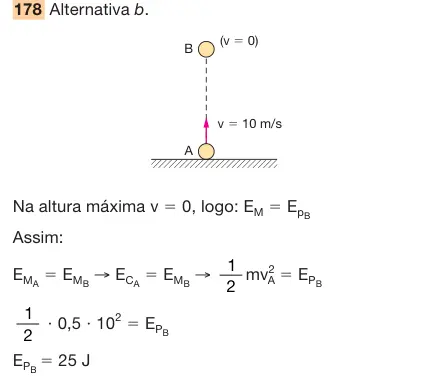 178 Alternativa b.
B (v = 0)
v = 10 m/s
A
Na altura máxima v = 0, logo: E_M = E_{P_B}
Assim:
E_{M_A} = E_{M_B} → E_{C_A} = E_{M_B} → \frac{1}{2} mv_A^2 = E_{P_B}
\frac{1}{2} · 0,5 · 10^2 = E_{P_B}
E_{P_B} = 25 J